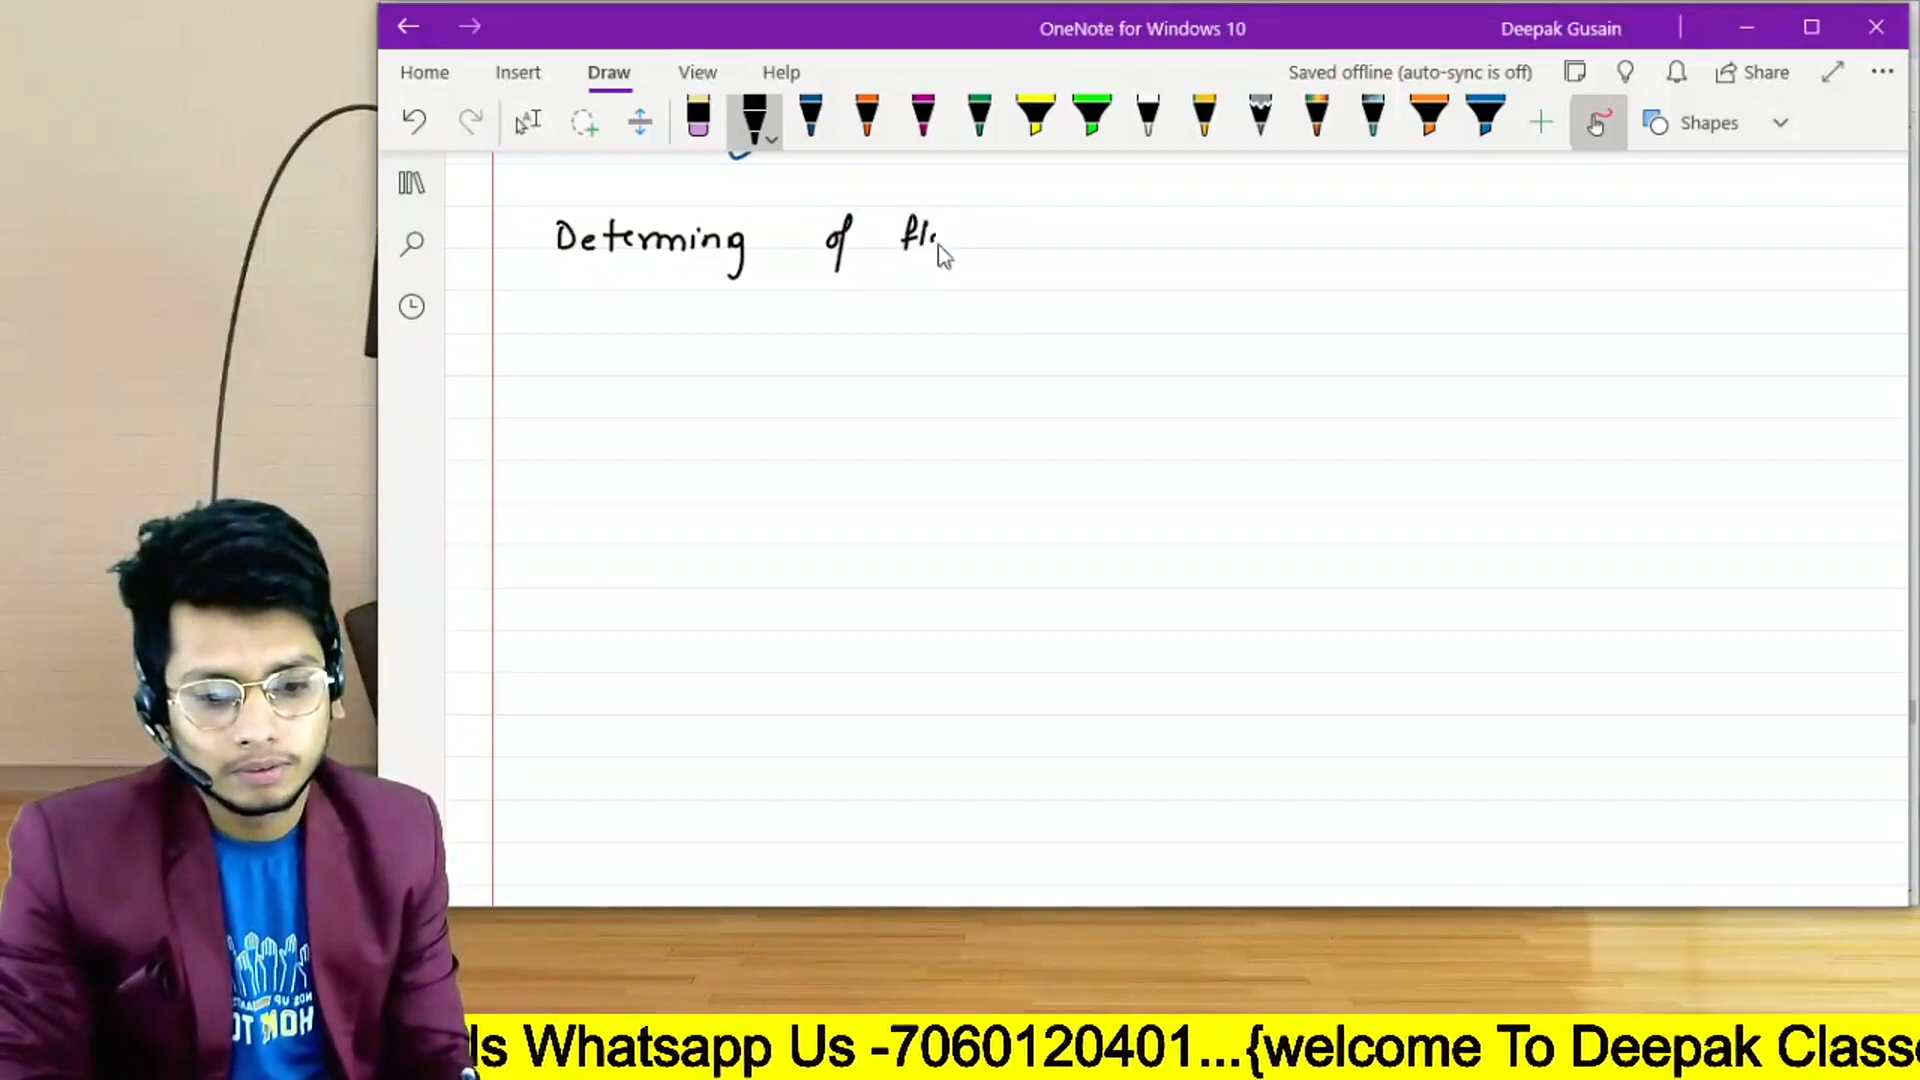 OneNote for Windows 10
Deepak Gusain
Home Insert Draw View Help
Saved offline (auto-sync is off)
Share
Shapes
Determing of
ls Whatsapp Us -7060120401...{welcome To Deepak Classe